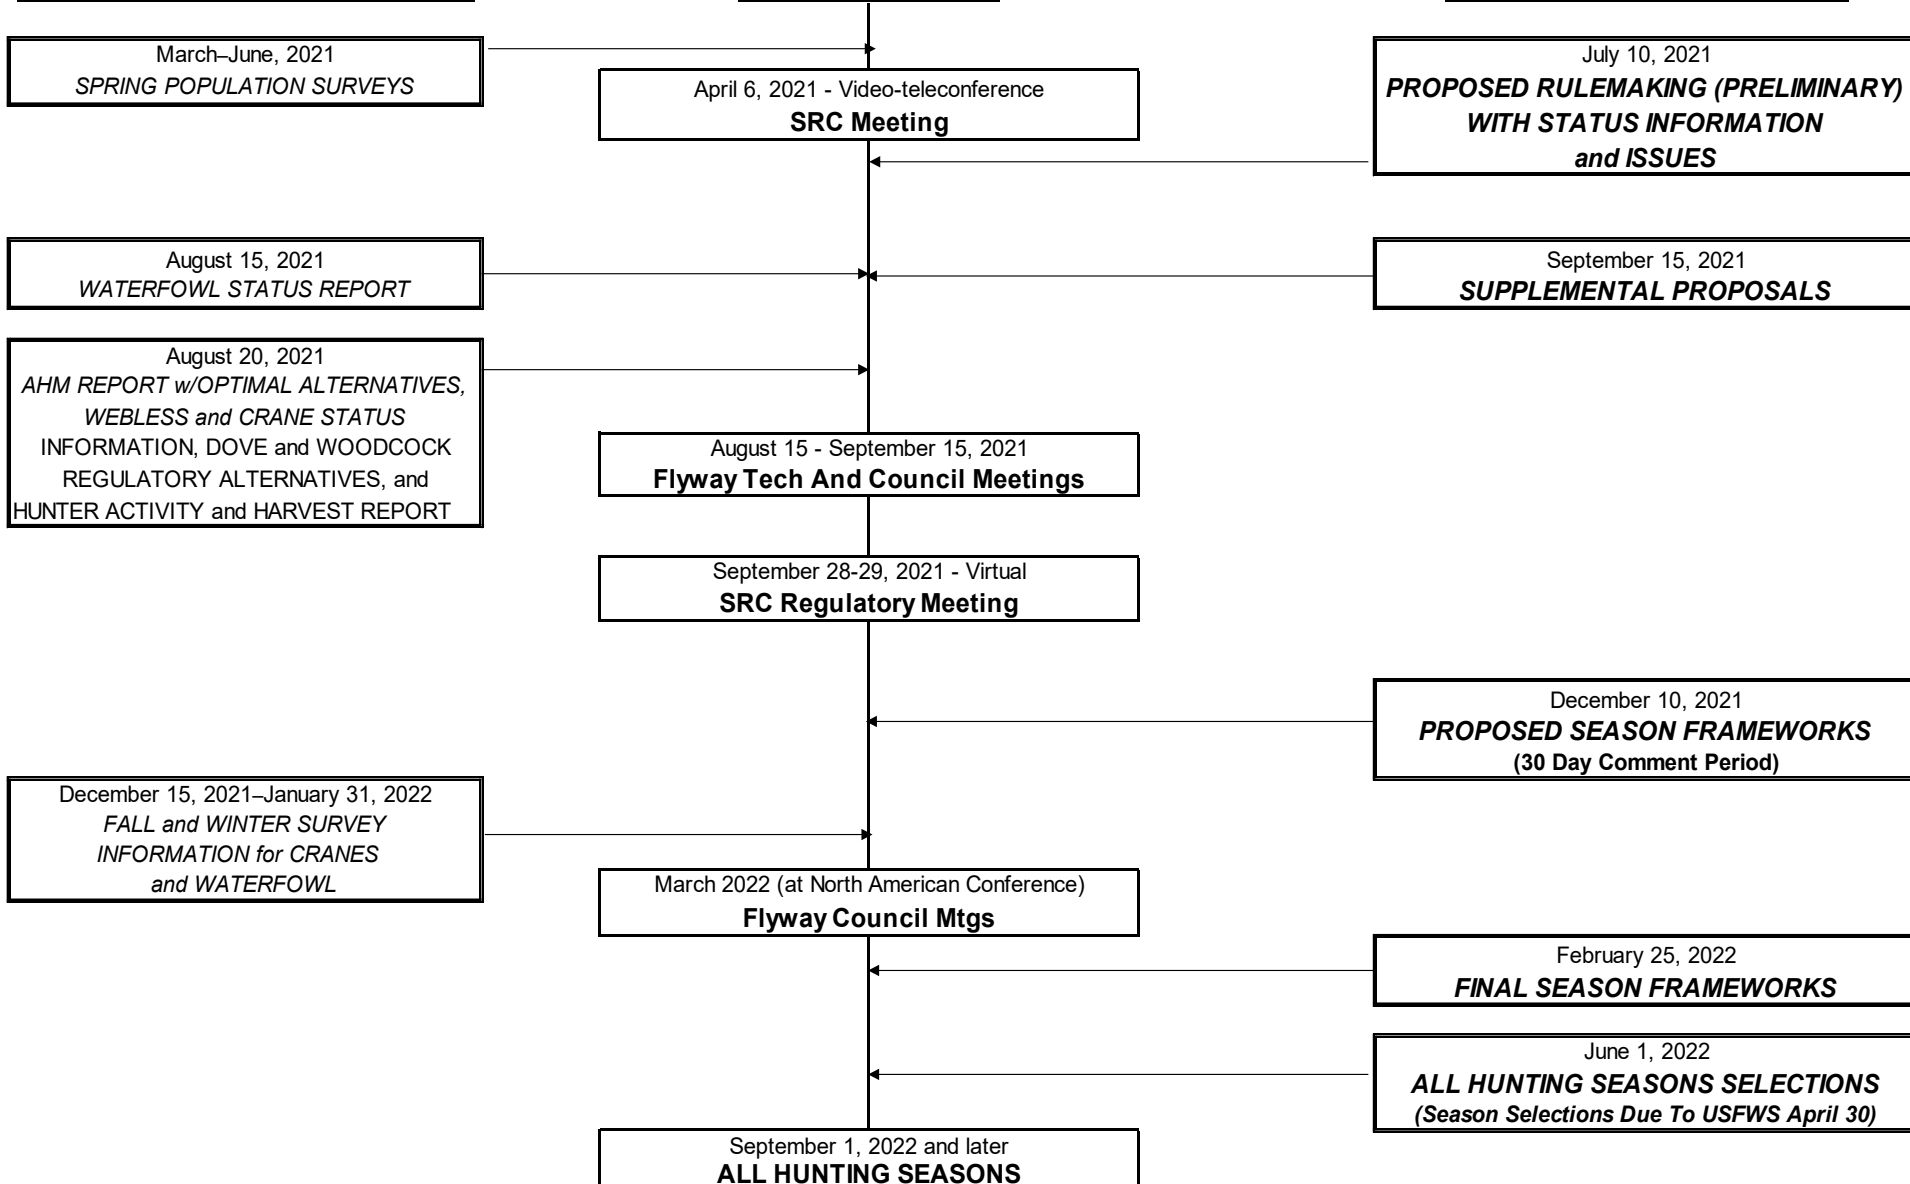 March–June, 2021
SPRING POPULATION SURVEYS
April 6, 2021 - Video-teleconference
SRC Meeting
July 10, 2021
PROPOSED RULEMAKING (PRELIMINARY)
WITH STATUS INFORMATION
and ISSUES
August 15, 2021
WATERFOWL STATUS REPORT
September 15, 2021
SUPPLEMENTAL PROPOSALS
August 20, 2021
AHM REPORT w/OPTIMAL ALTERNATIVES,
WEBLESS and CRANE STATUS
INFORMATION, DOVE and WOODCOCK
REGULATORY ALTERNATIVES, and
HUNTER ACTIVITY and HARVEST REPORT
August 15 - September 15, 2021
Flyway Tech And Council Meetings
September 28-29, 2021 - Virtual
SRC Regulatory Meeting
December 10, 2021
PROPOSED SEASON FRAMEWORKS
(30 Day Comment Period)
December 15, 2021–January 31, 2022
FALL and WINTER SURVEY
INFORMATION for CRANES
and WATERFOWL
March 2022 (at North American Conference)
Flyway Council Mtgs
February 25, 2022
FINAL SEASON FRAMEWORKS
June 1, 2022
ALL HUNTING SEASONS SELECTIONS
(Season Selections Due To USFWS April 30)
September 1, 2022 and later
ALL HUNTING SEASONS